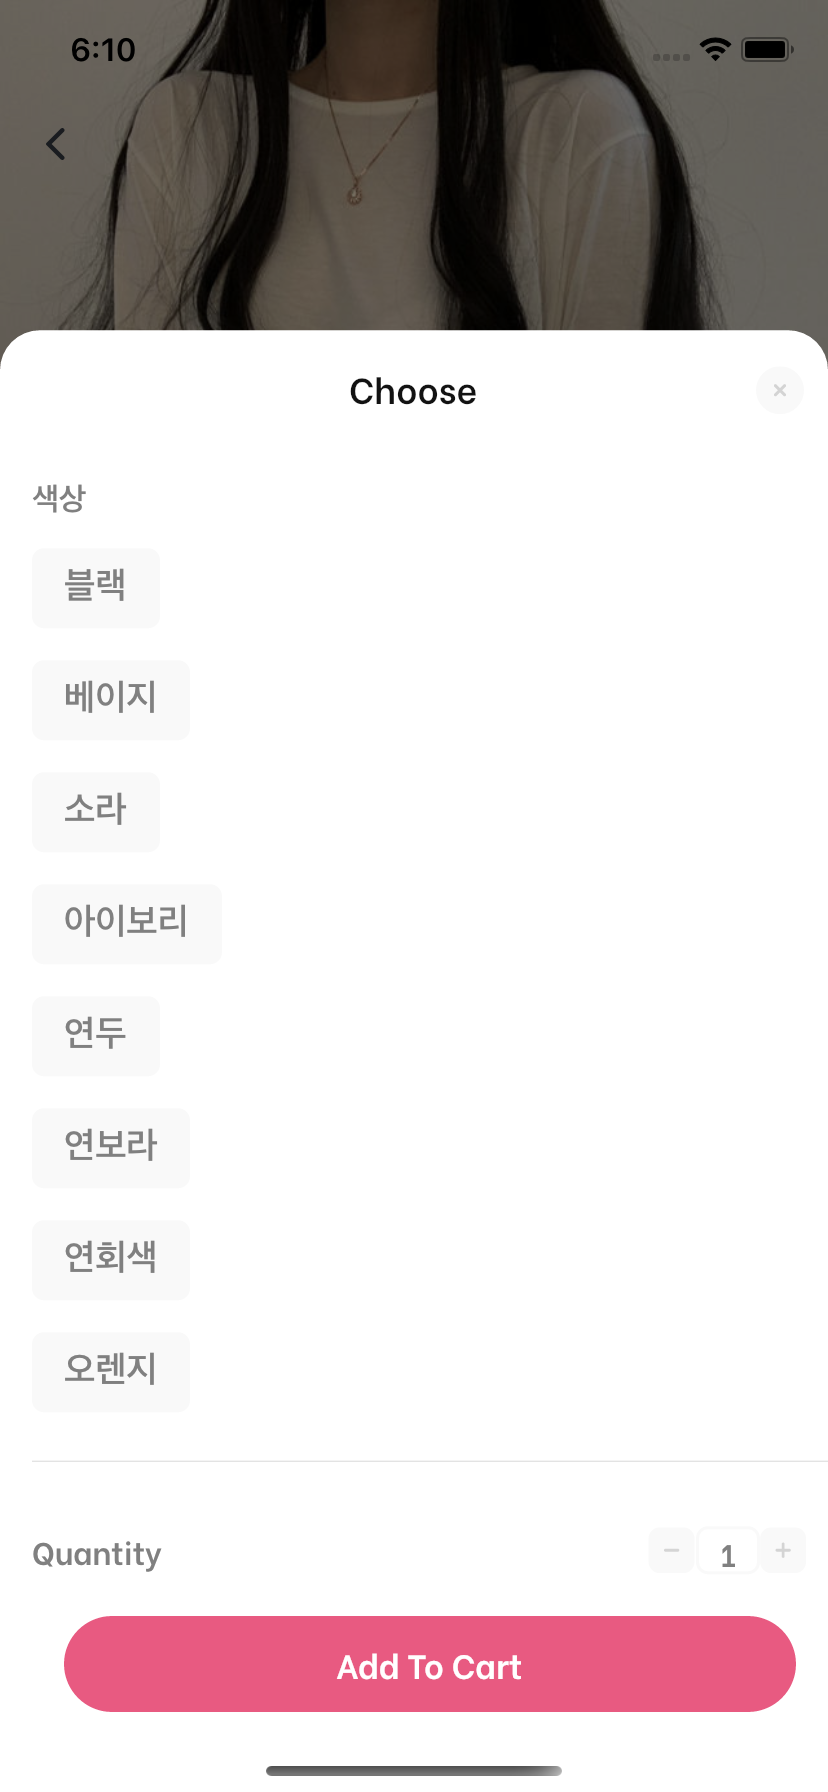 6:10
Choose
색상
블랙
베이지
소라
아이보리
연두
연보라
연회색
오렌지
Quantity
− 1 +
Add To Cart